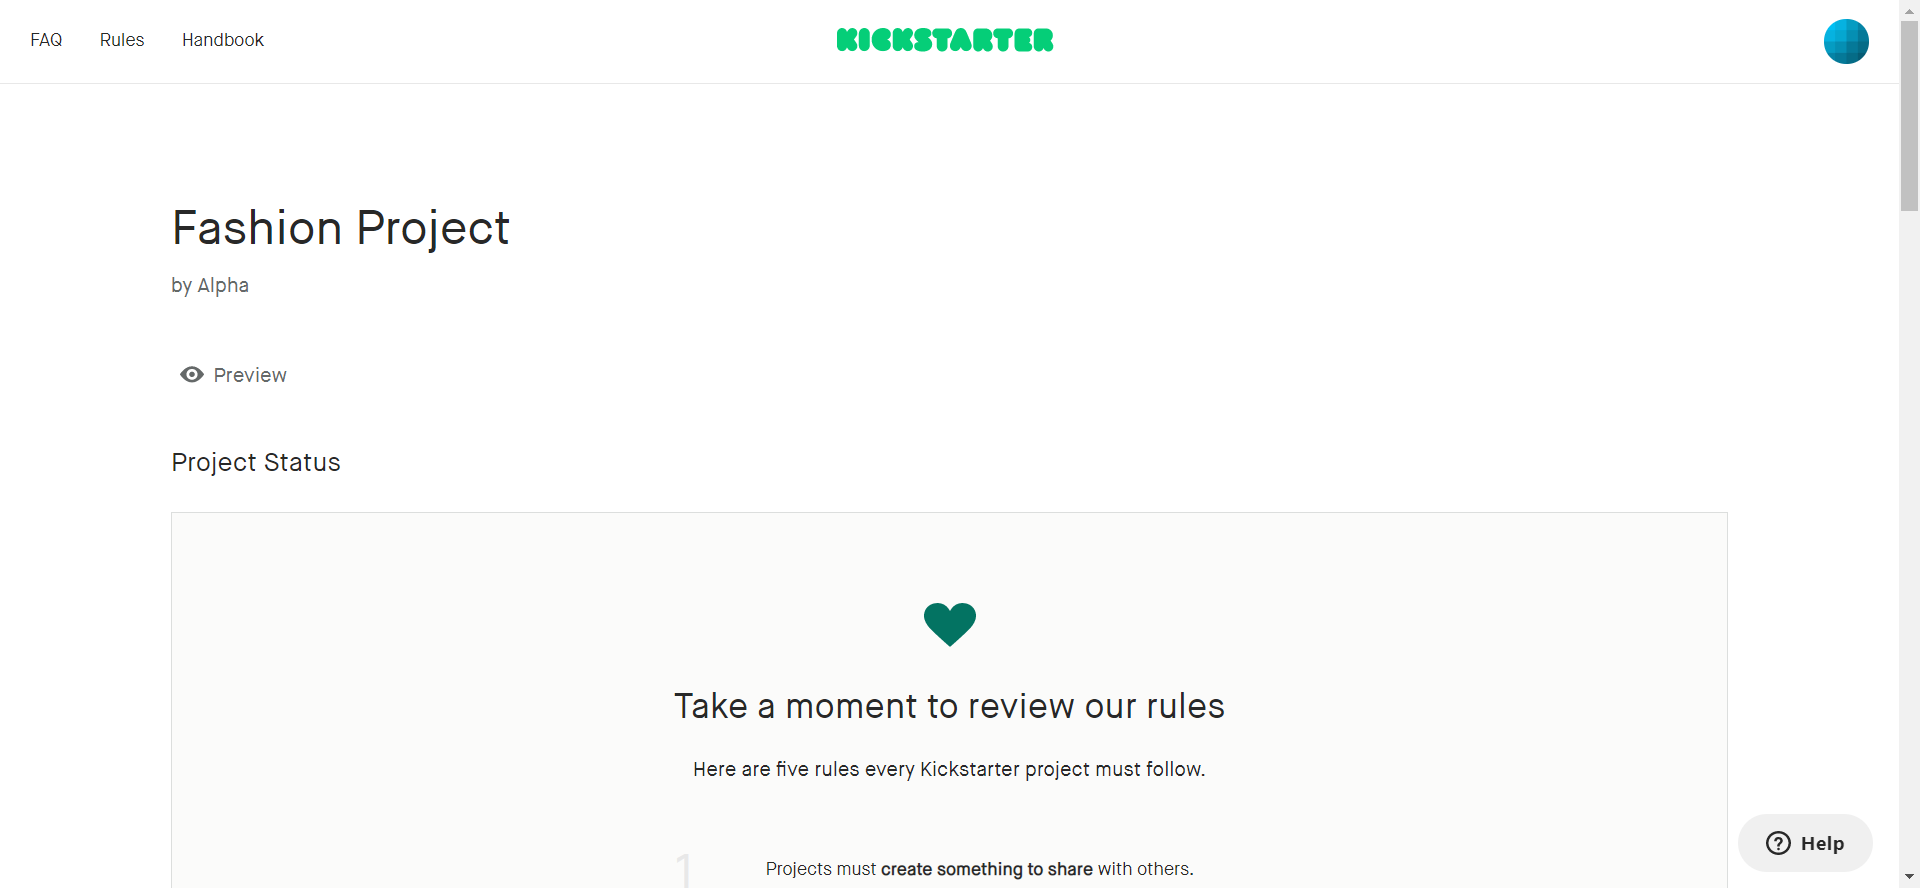 FAQ Rules Handbook KICKSTARTER
Fashion Project
by Alpha
Preview
Project Status
Take a moment to review our rules
Here are five rules every Kickstarter project must follow.
1 Projects must create something to share with others.
Help